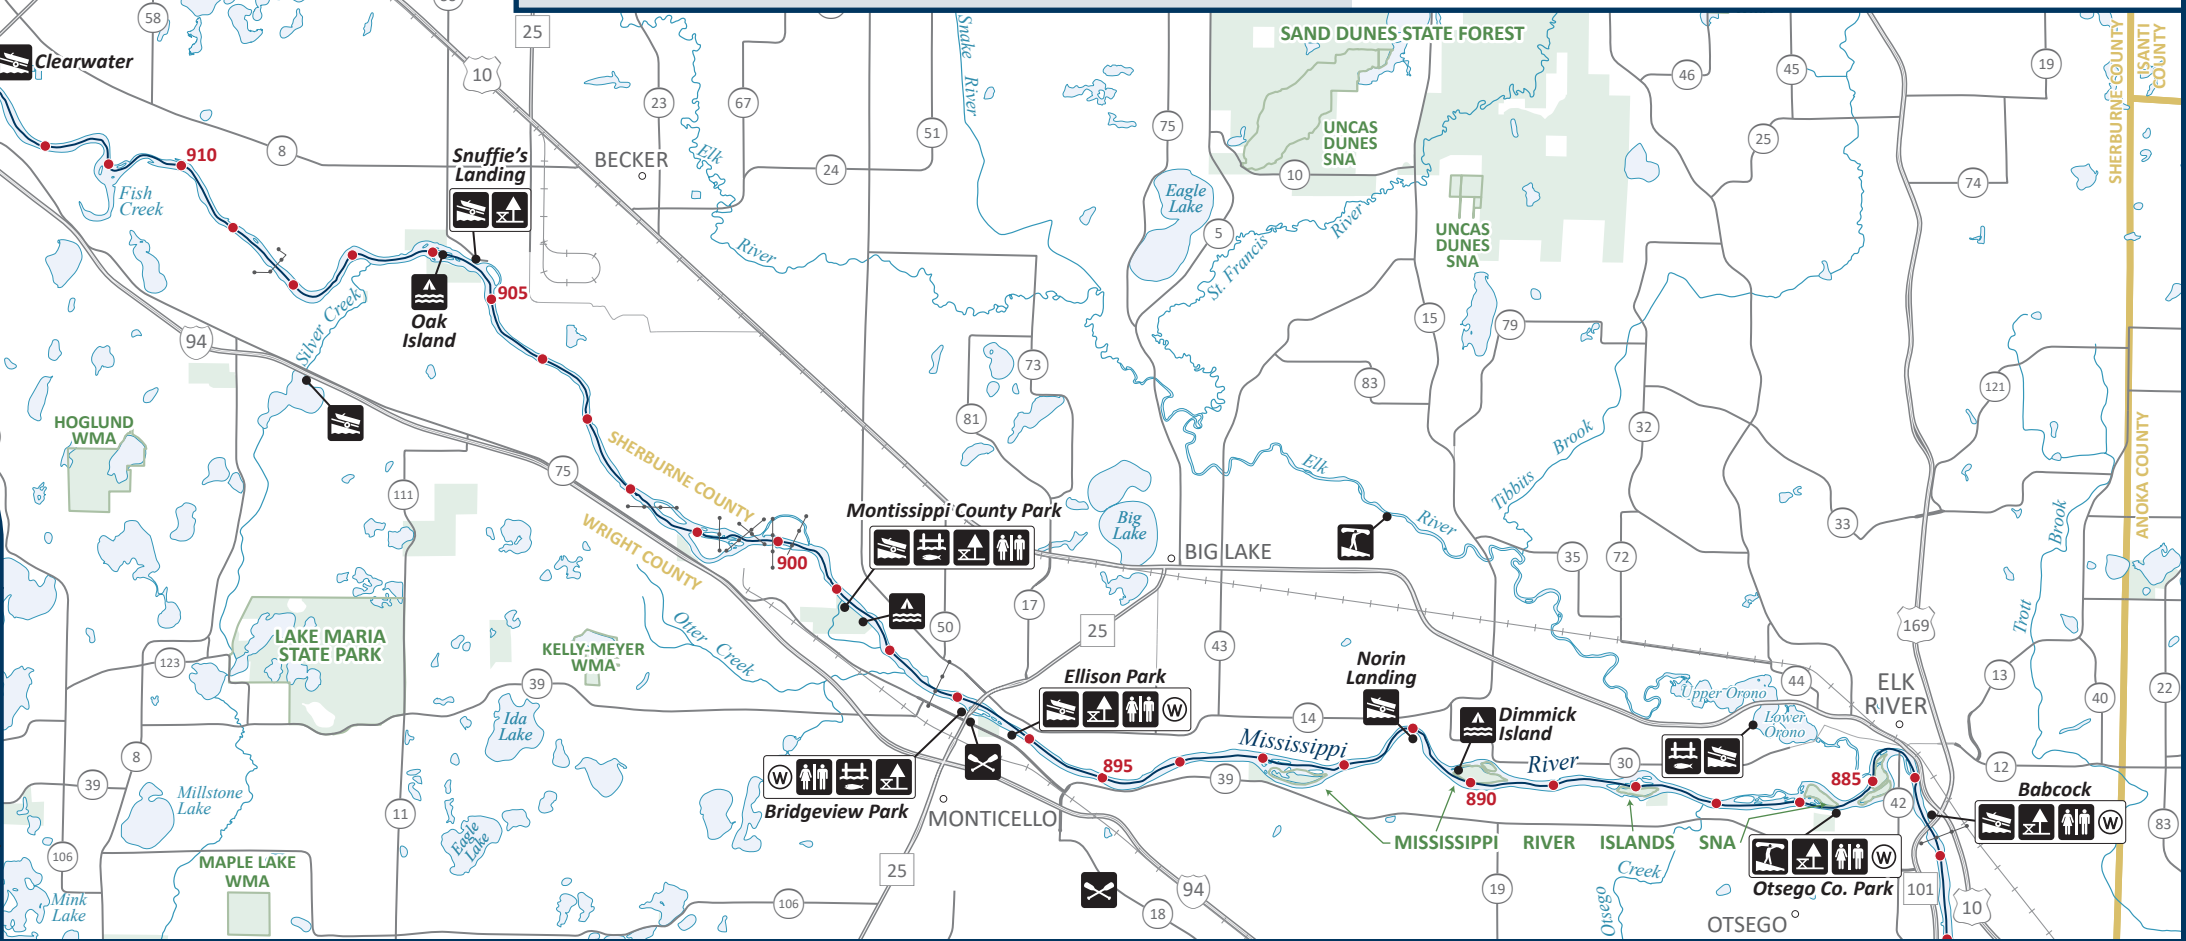 58
25
Clearwater
10
Snake River
SAND DUNES STATE FOREST
46
45
19
SHERBURNE COUNTY
ISANTI
COUNTY
23
67
51
75
UNCAS
DUNES
SNA
25
910
8
Snuffie's
Landing
BECKER
Elk
24
10
74
Fish
Creek
Eagle
Lake
5
River
St. Francis
River
UNCAS
DUNES
SNA
905
Oak
Island
Silver Creek
94
15
79
73
83
121
81
HOGLUND
WMA
SHERBURNE COUNTY
32
Brook
Tibbits
ANOKA COUNTY
75
111
Elk
River
Montissippi County Park
Big
Lake
BIG LAKE
33
Brook
WRIGHT COUNTY
900
35
72
17
25
50
43
169
Trott
LAKE MARIA
STATE PARK
Otter Creek
KELLY-MEYER
WMA
123
39
Ellison Park
W
Norin
Landing
44
ELK
RIVER
13
40
22
Upper Orono
Lower
Orono
Ida
Lake
14
Dimmick
Island
Mississippi
River
30
8
39
Millstone
Lake
W
Bridgeview Park
895
39
890
885
42
12
Babcock
W
MONTICELLO
11
Eagle
Lake
MISSISSIPPI RIVER ISLANDS SNA
83
106
MAPLE LAKE
WMA
25
Creek
Otsego
W
Otsego Co. Park
Mink
Lake
106
94
18
19
101
10
OTSEGO